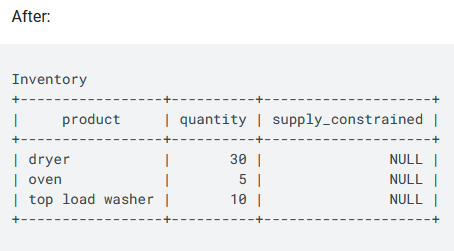 After:
Inventory
+-----------------+----------+--------------------+
|     product     | quantity | supply_constrained |
+-----------------+----------+--------------------+
| dryer           |       30 |               NULL |
| oven            |        5 |               NULL |
| top load washer |       10 |               NULL |
+-----------------+----------+--------------------+